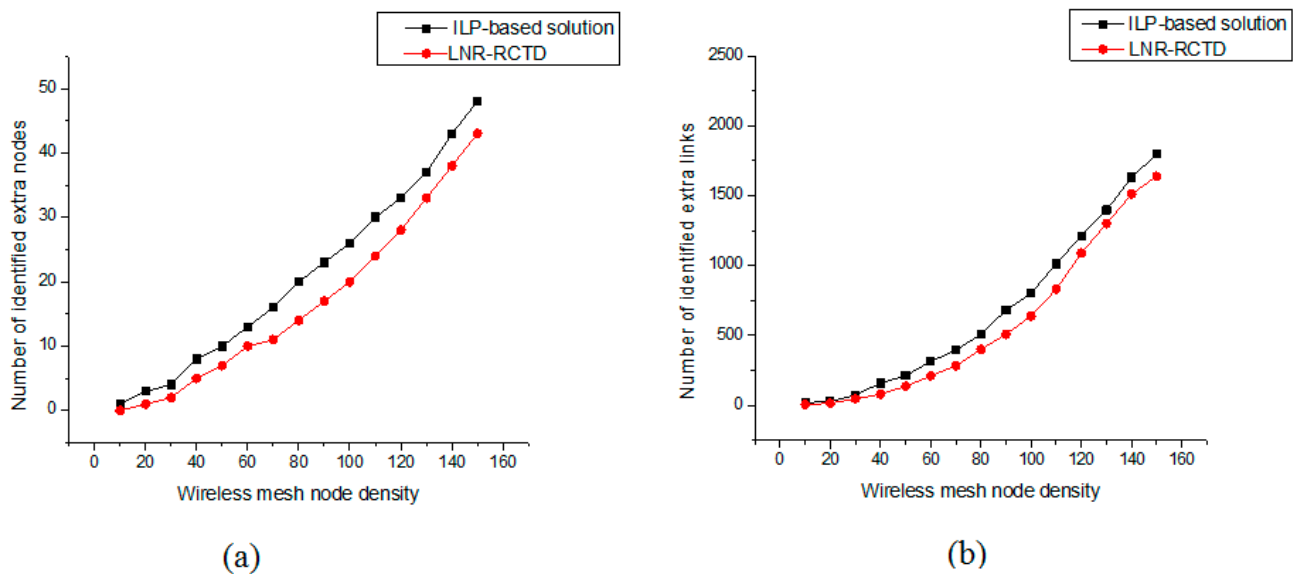 ILP-based solution
LNR-RCTD
Number of identified extra nodes
50
40
30
20
10
0
0 20 40 60 80 100 120 140 160
Wireless mesh node density
(a)
ILP-based solution
LNR-RCTD
Number of identified extra links
2500
2000
1500
1000
500
0
0 20 40 60 80 100 120 140 160
Wireless mesh node density
(b)